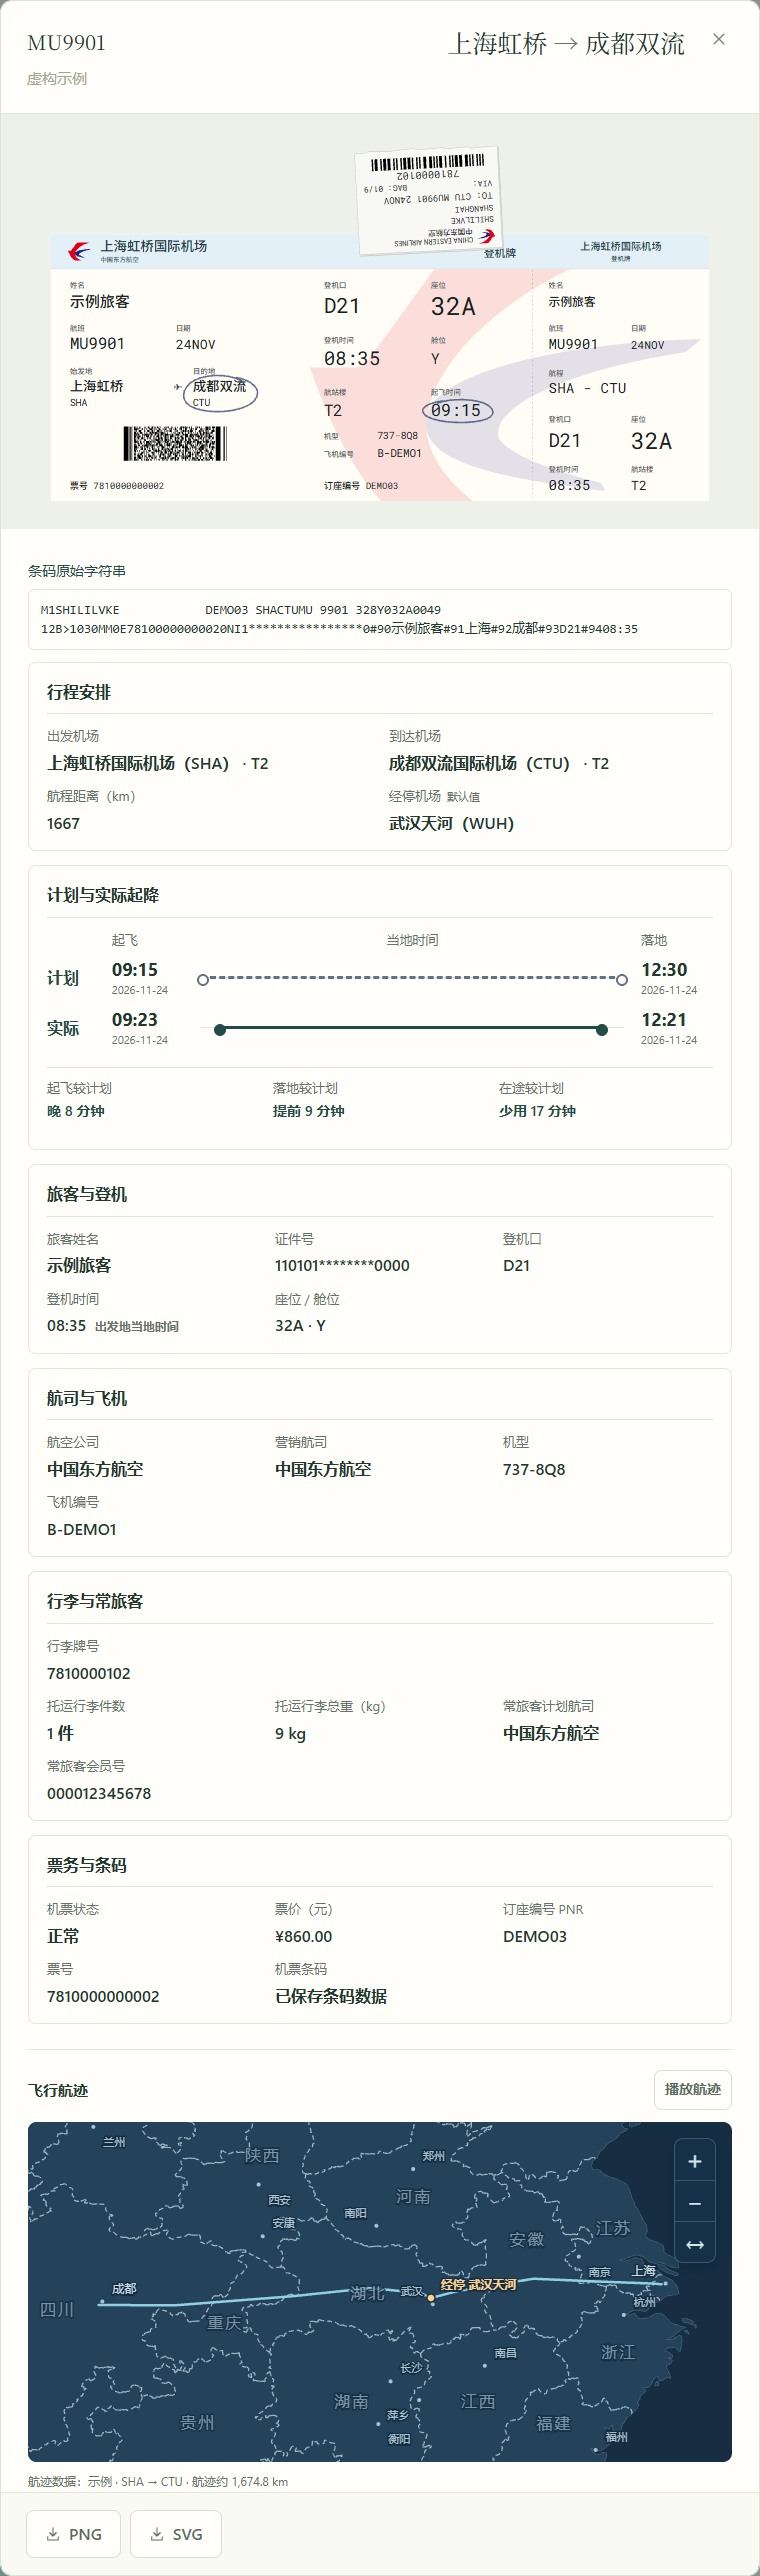 MU9901
上海虹桥 → 成都双流
虚构示例
7810000102
VIA:
BAG: 01/9
TO: CTU MU9901 24NOV
SHANGHAI
SHILILVKE
中国东方航空
CHINA EASTERN AIRLINES
上海虹桥国际机场
中国东方航空
登机牌
上海虹桥国际机场
登机牌
姓名
示例旅客
登机口
D21
座位
32A
姓名
示例旅客
航班
MU9901
日期
24NOV
登机时间
08:35
舱位
Y
航班
MU9901
日期
24NOV
始发地
上海虹桥
SHA
目的地
成都双流
CTU
航站楼
T2
起飞时间
09:15
航程
SHA - CTU
机型
737-8Q8
飞机编号
B-DEMO1
登机口
D21
座位
32A
票号 7810000000002
订座编号 DEMO03
登机时间
08:35
航站楼
T2
条码原始字符串
M1SHILILVKE DEMO03 SHACTUMU 9901 328Y032A0049
12B>1030MM0E78100000000020NI1****************0#90示例旅客#91上海#92成都#93D21#9408:35
行程安排
出发机场
到达机场
上海虹桥国际机场（SHA） · T2
成都双流国际机场（CTU） · T2
航程距离（km）
经停机场 默认值
1667
武汉天河（WUH）
计划与实际起降
起飞
当地时间
落地
计划
09:15
2026-11-24
12:30
2026-11-24
实际
09:23
2026-11-24
12:21
2026-11-24
起飞较计划
落地较计划
在途较计划
晚 8 分钟
提前 9 分钟
少用 17 分钟
旅客与登机
旅客姓名
证件号
登机口
示例旅客
110101********0000
D21
登机时间
座位 / 舱位
08:35 出发地当地时间
32A · Y
航司与飞机
航空公司
营销航司
机型
中国东方航空
中国东方航空
737-8Q8
飞机编号
B-DEMO1
行李与常旅客
行李牌号
7810000102
托运行李件数
托运行李总重（kg）
常旅客计划航司
1 件
9 kg
中国东方航空
常旅客会员号
000012345678
票务与条码
机票状态
票价（元）
订座编号 PNR
正常
¥860.00
DEMO03
票号
机票条码
7810000000002
已保存条码数据
飞行航迹
播放航迹
兰州
陕西
郑州
西安
南阳
河南
安康
安徽
江苏
南京
上海
成都
四川
重庆
湖北
武汉
经停 武汉天河
杭州
浙江
南昌
长沙
湖南
江西
贵州
萍乡
衡阳
福建
福州
航迹数据：示例 · SHA → CTU · 航迹约 1,674.8 km
PNG
SVG